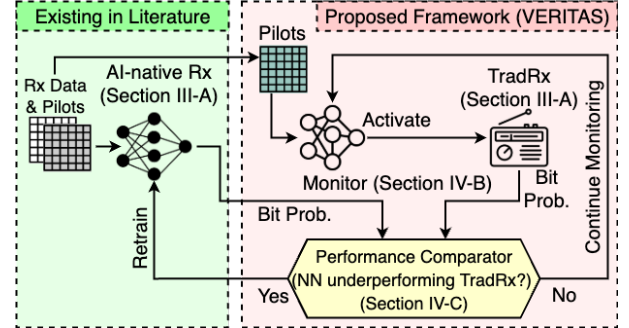 Existing in Literature
Proposed Framework (VERITAS)
Rx Data
& Pilots
AI-native Rx
(Section III-A)
Pilots
Activate
TradRx
(Section III-A)
Monitor (Section IV-B)
Continue Monitoring
Bit Prob.
Bit
Prob.
Retrain
Performance Comparator
(NN underperforming TradRx?)
(Section IV-C)
Yes
No